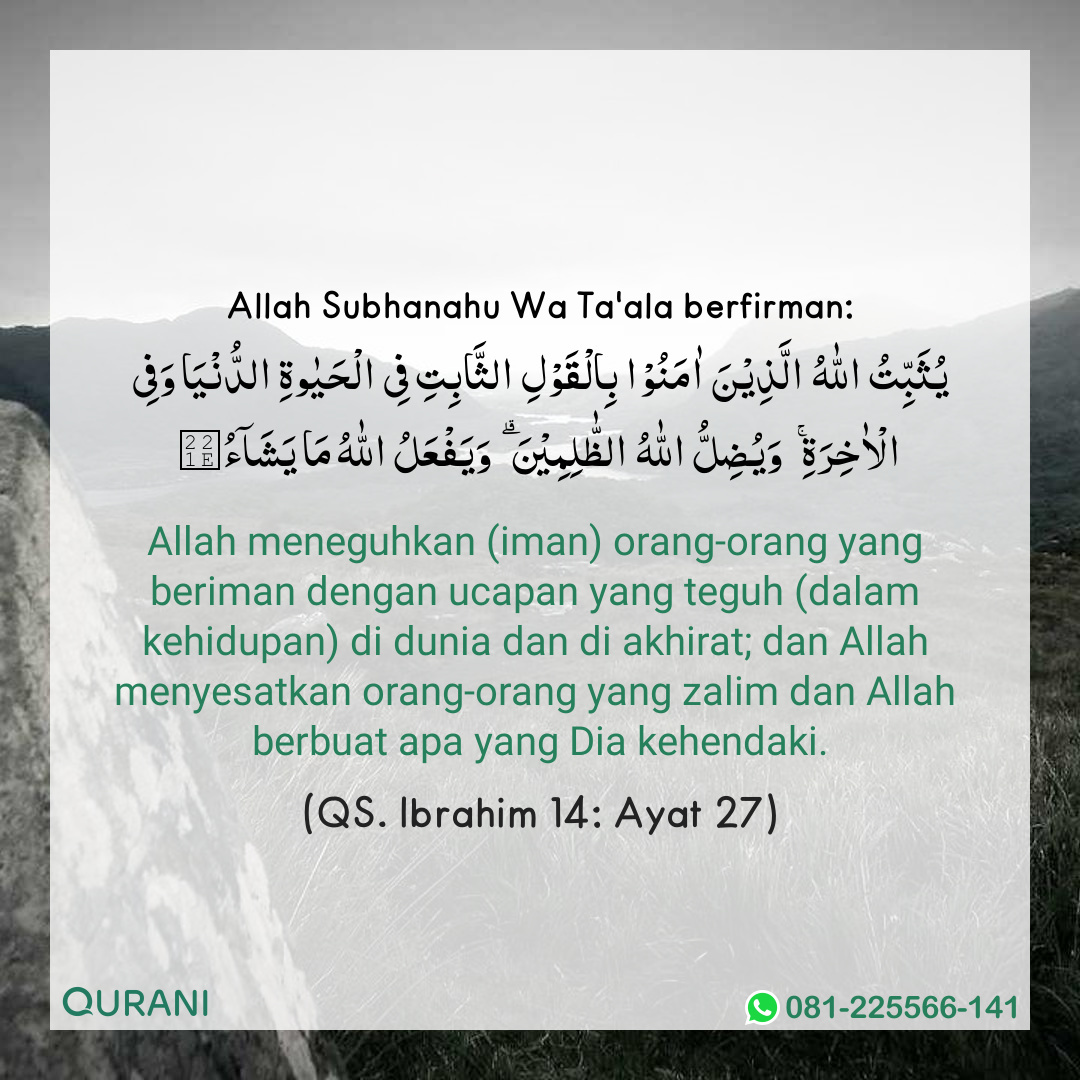 Allah Subhanahu Wa Ta'ala berfirman:
يُثَبِّتُ اللّٰهُ الَّذِيْنَ اٰمَنُوْا بِالْقَوْلِ الثَّابِتِ فِى الْحَيٰوةِ الدُّنْيَا وَفِى
الْاٰخِرَةِۚ وَيُضِلُّ اللّٰهُ الظّٰلِمِيْنَۗ وَيَفْعَلُ اللّٰهُ مَا يَشَاۤءُ
Allah meneguhkan (iman) orang-orang yang
beriman dengan ucapan yang teguh (dalam
kehidupan) di dunia dan di akhirat; dan Allah
menyesatkan orang-orang yang zalim dan Allah
berbuat apa yang Dia kehendaki.
(QS. Ibrahim 14: Ayat 27)
QURANI
081-225566-141